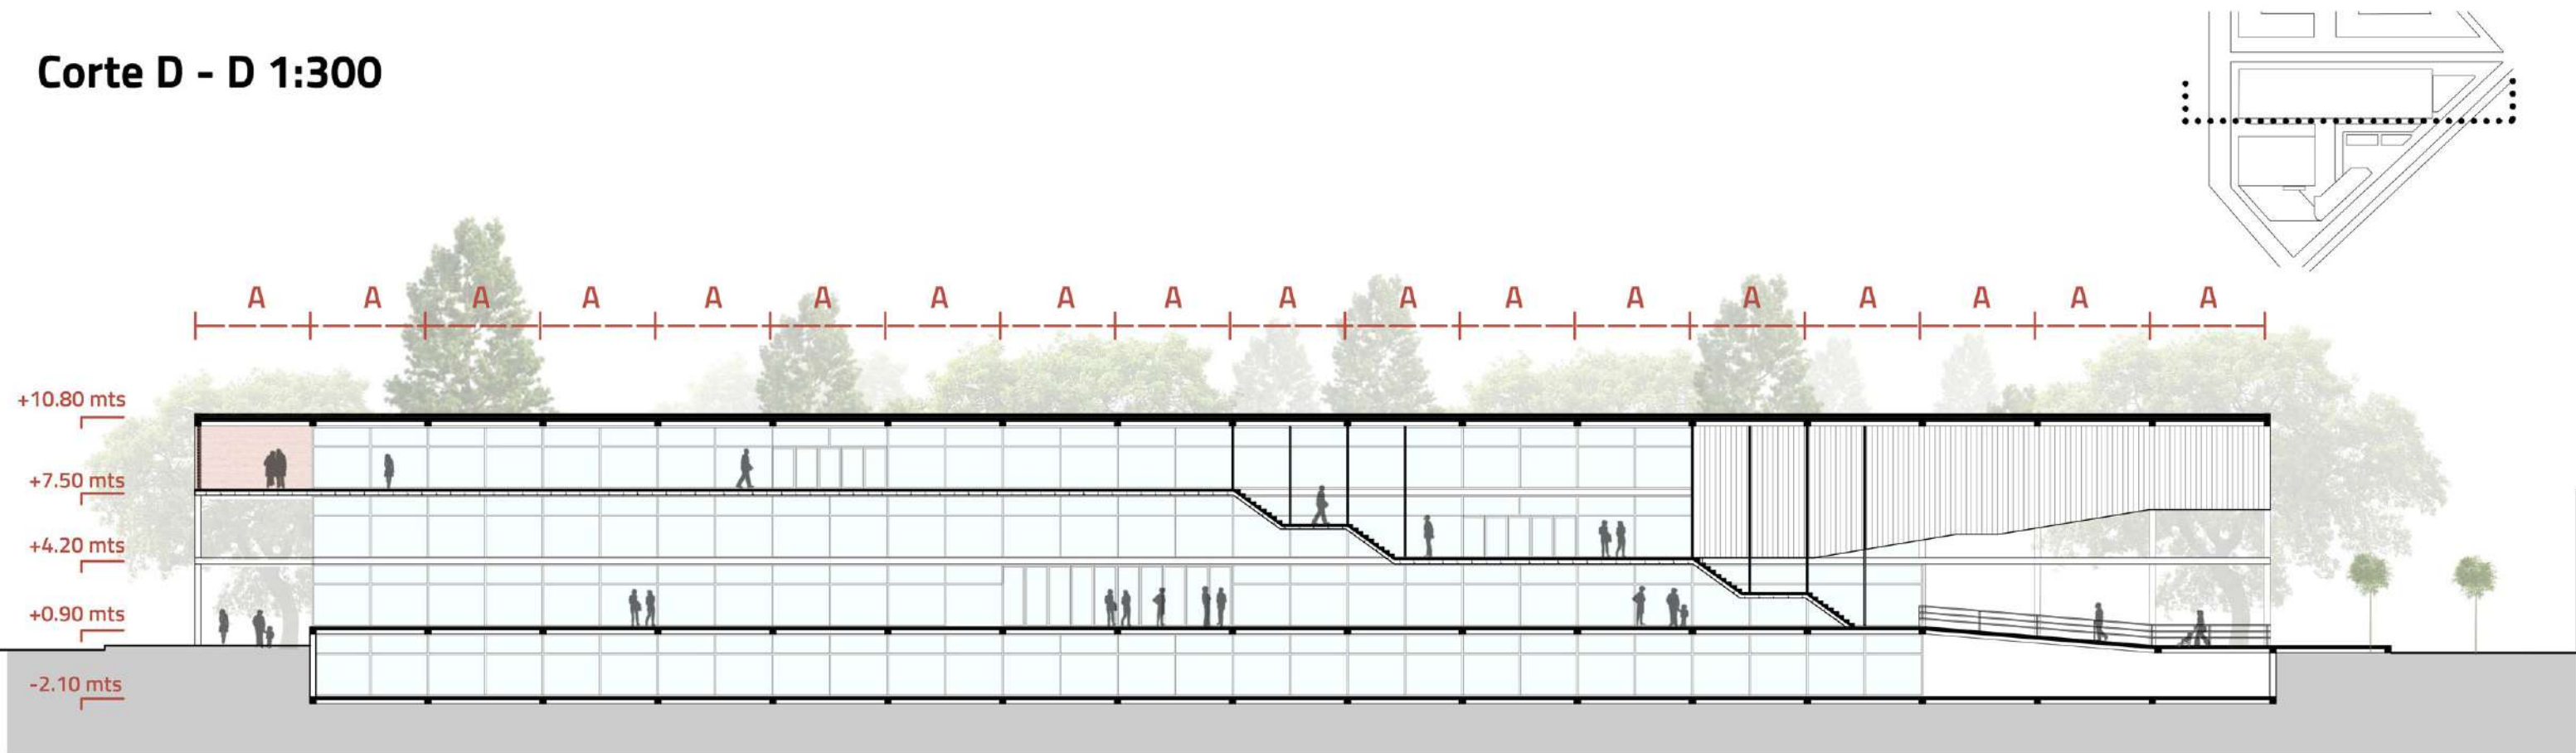 Corte D - D 1:300
A A A A A A A A A A A A A A A A A A
+10.80 mts
+7.50 mts
+4.20 mts
+0.90 mts
-2.10 mts